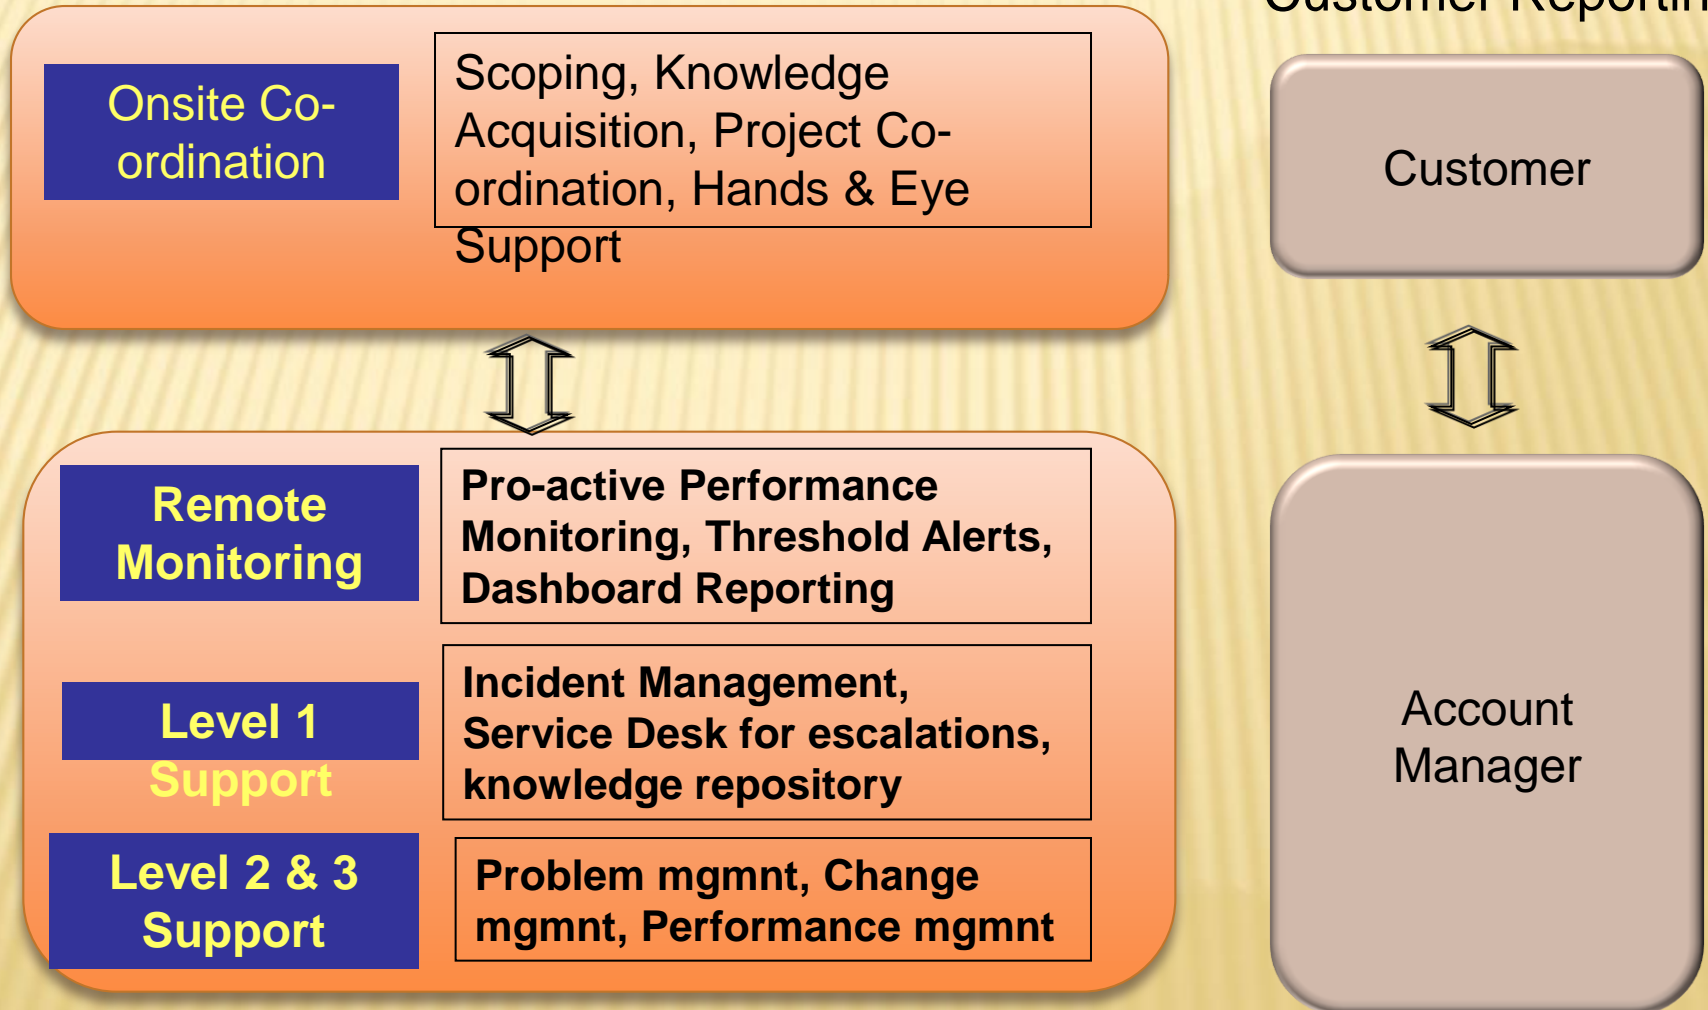 Customer Reportin
Onsite Co-
ordination
Scoping, Knowledge
Acquisition, Project Co-
ordination, Hands & Eye
Support
Customer
Remote
Monitoring
Pro-active Performance
Monitoring, Threshold Alerts,
Dashboard Reporting
Level 1
Support
Incident Management,
Service Desk for escalations,
knowledge repository
Level 2 & 3
Support
Problem mgmnt, Change
mgmnt, Performance mgmnt
Account
Manager